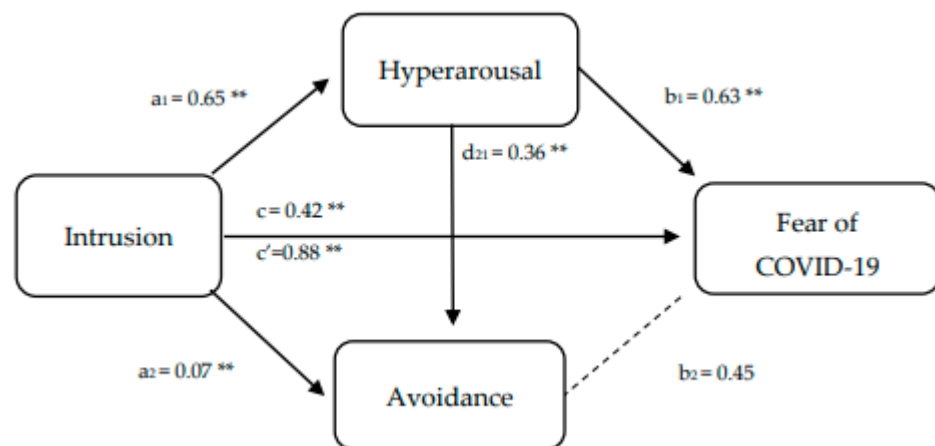 Hyperarousal
a1 = 0.65 **
b1 = 0.63 **
d21 = 0.36 **
Intrusion
c = 0.42 **
c'=0.88 **
Fear of
COVID-19
a2 = 0.07 **
Avoidance
b2 = 0.45